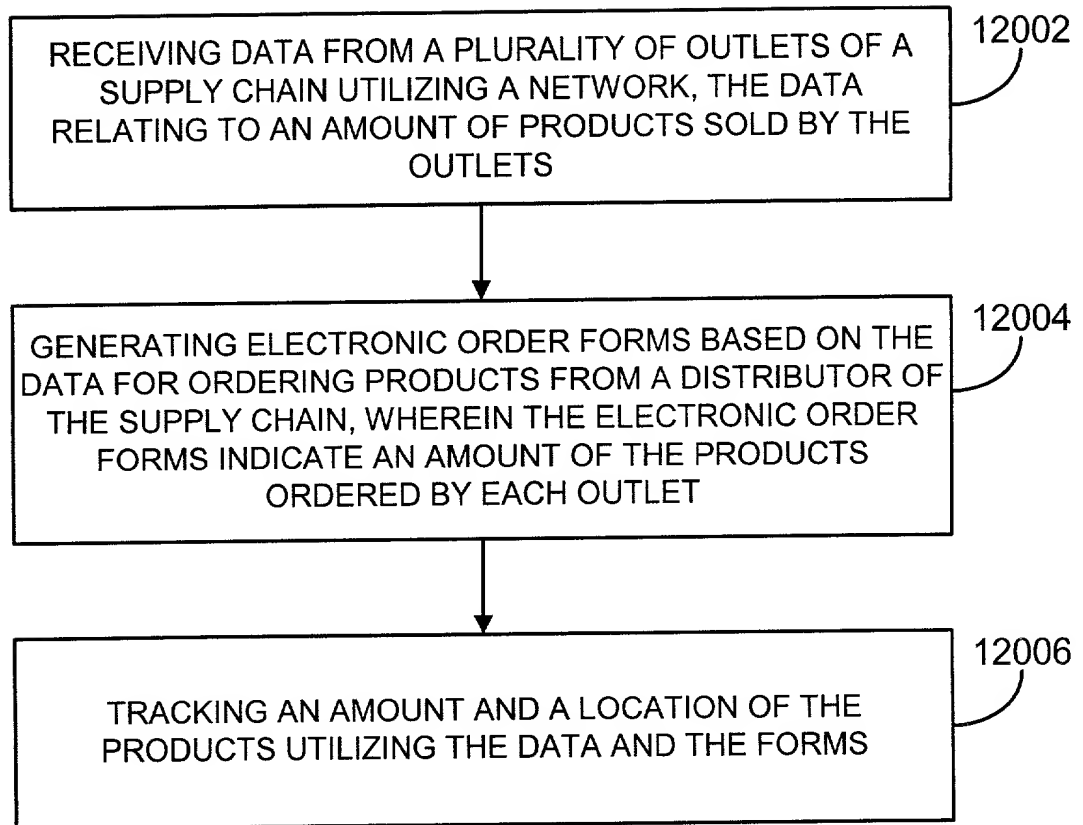 12002
RECEIVING DATA FROM A PLURALITY OF OUTLETS OF A
SUPPLY CHAIN UTILIZING A NETWORK, THE DATA
RELATING TO AN AMOUNT OF PRODUCTS SOLD BY THE
OUTLETS
12004
GENERATING ELECTRONIC ORDER FORMS BASED ON THE
DATA FOR ORDERING PRODUCTS FROM A DISTRIBUTOR OF
THE SUPPLY CHAIN, WHEREIN THE ELECTRONIC ORDER
FORMS INDICATE AN AMOUNT OF THE PRODUCTS
ORDERED BY EACH OUTLET
12006
TRACKING AN AMOUNT AND A LOCATION OF THE
PRODUCTS UTILIZING THE DATA AND THE FORMS